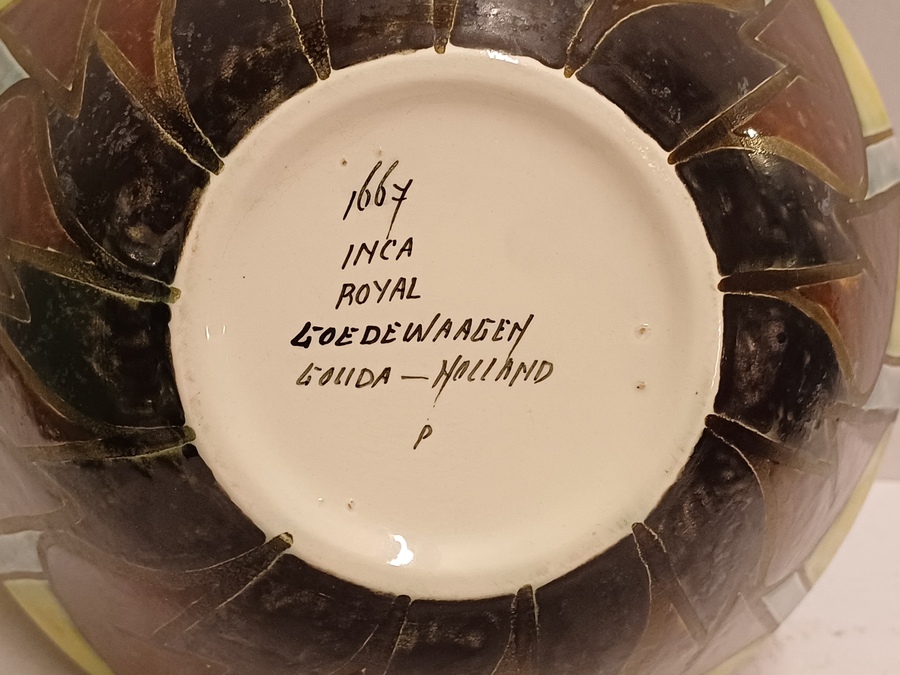 1667
INCA
ROYAL
GOEDEWAAGEN
GOUDA — HOLLAND
P